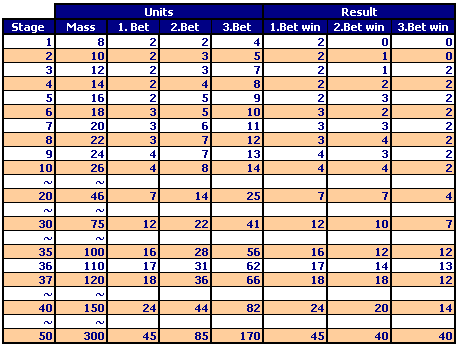 Units Result
Stage Mass 1. Bet 2.Bet 3.Bet 1.Bet win 2.Bet win 3.Bet win
1 8 2 2 4 2 0 0
2 10 2 3 5 2 1 0
3 12 2 3 7 2 1 2
4 14 2 4 8 2 2 2
5 16 2 5 9 2 3 2
6 18 3 5 10 3 2 2
7 20 3 6 11 3 3 2
8 22 3 7 12 3 4 2
9 24 4 7 13 4 3 2
10 26 4 8 14 4 4 2
~ ~
20 46 7 14 25 7 7 4
~ ~
30 75 12 22 41 12 10 7
~ ~
35 100 16 28 56 16 12 12
36 110 17 31 62 17 14 13
37 120 18 36 66 18 18 12
~ ~
40 150 24 44 82 24 20 14
~ ~
50 300 45 85 170 45 40 40